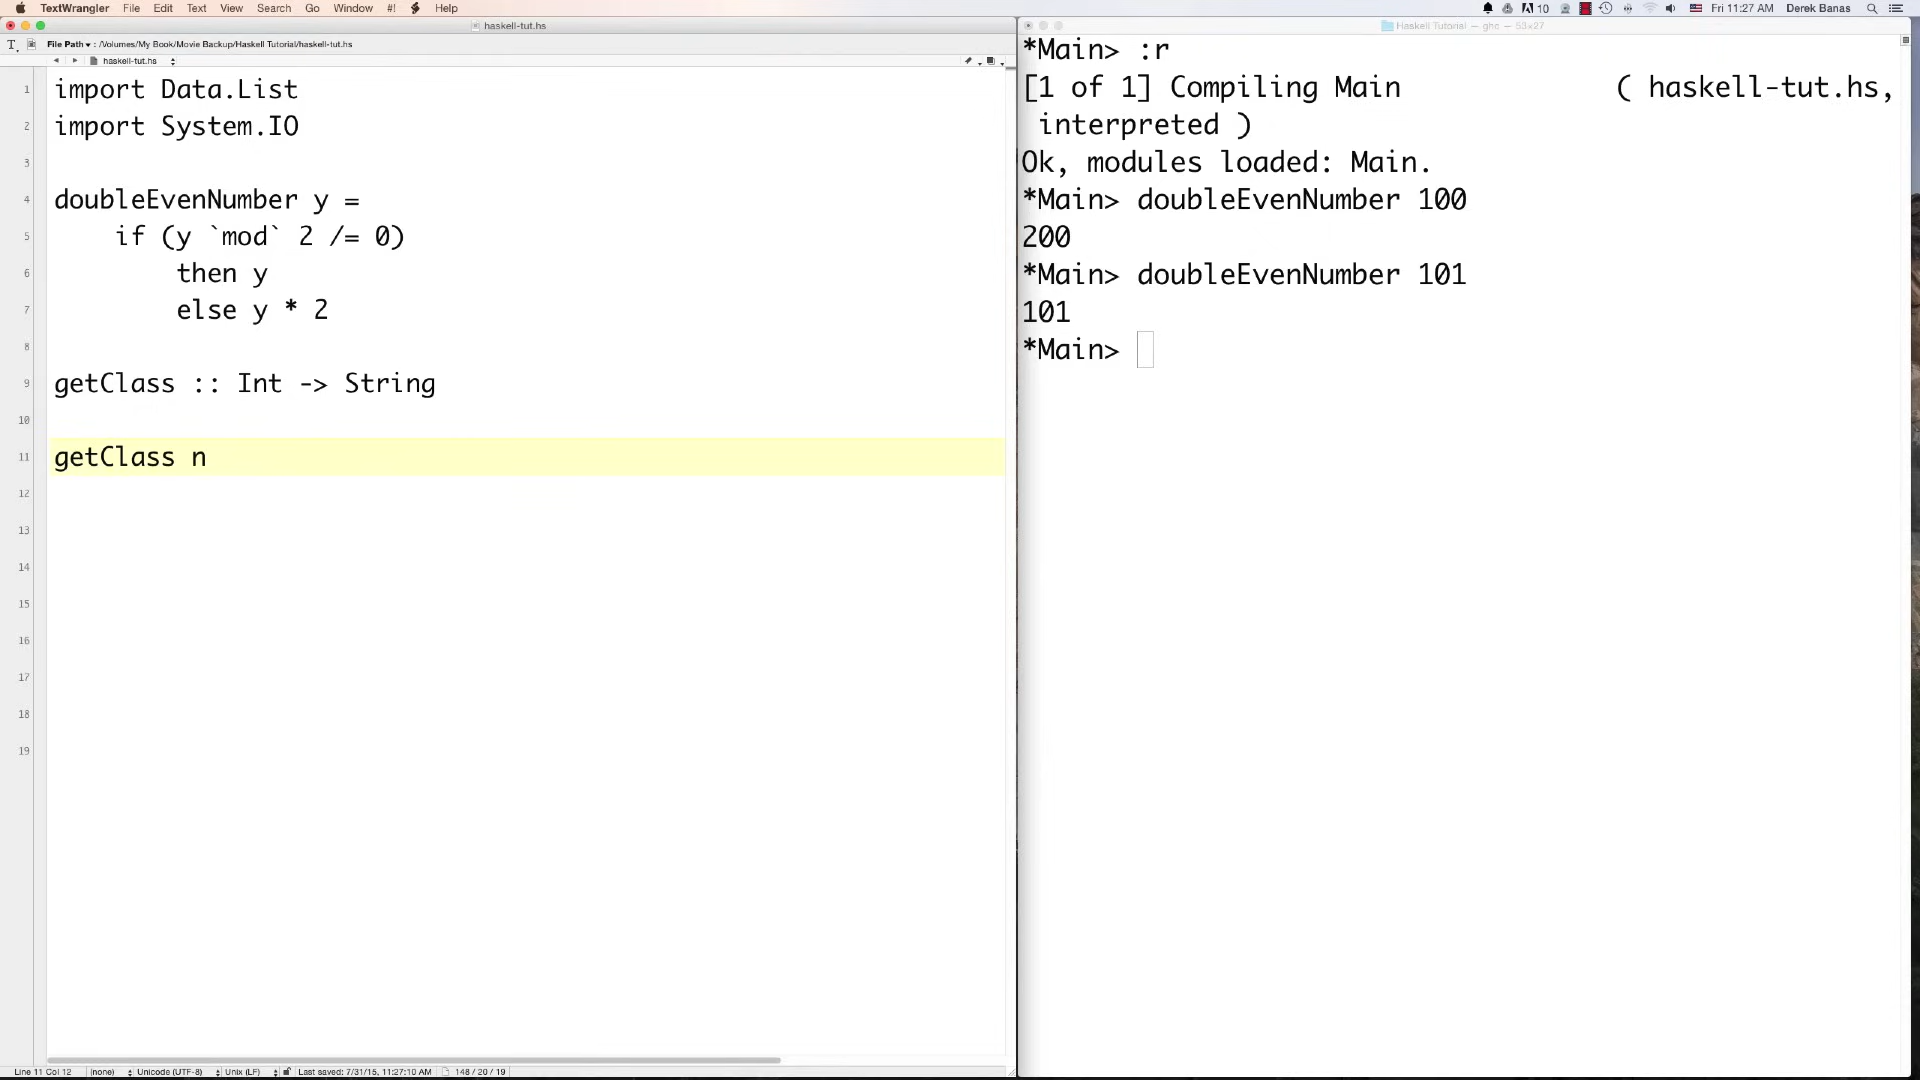 TextWrangler File Edit Text View Search Go Window #! Help
10 Fri 11:27 AM Derek Banas
haskell-tut.hs
File Path ▾ : /Volumes/My Book/Movie Backup/Haskell Tutorial/haskell-tut.hs
haskell-tut.hs
1 import Data.List
2 import System.IO
3
4 doubleEvenNumber y =
5 if (y `mod` 2 /= 0)
6 then y
7 else y * 2
8
9 getClass :: Int -> String
10
11 getClass n
12
13
14
15
16
17
18
19
Line 11 Col 12 (none) Unicode (UTF-8) Unix (LF) Last saved: 7/31/15, 11:27:10 AM 148 / 20 / 19
Haskell Tutorial — ghc — 53×27
*Main> :r
[1 of 1] Compiling Main ( haskell-tut.hs,
interpreted )
Ok, modules loaded: Main.
*Main> doubleEvenNumber 100
200
*Main> doubleEvenNumber 101
101
*Main>